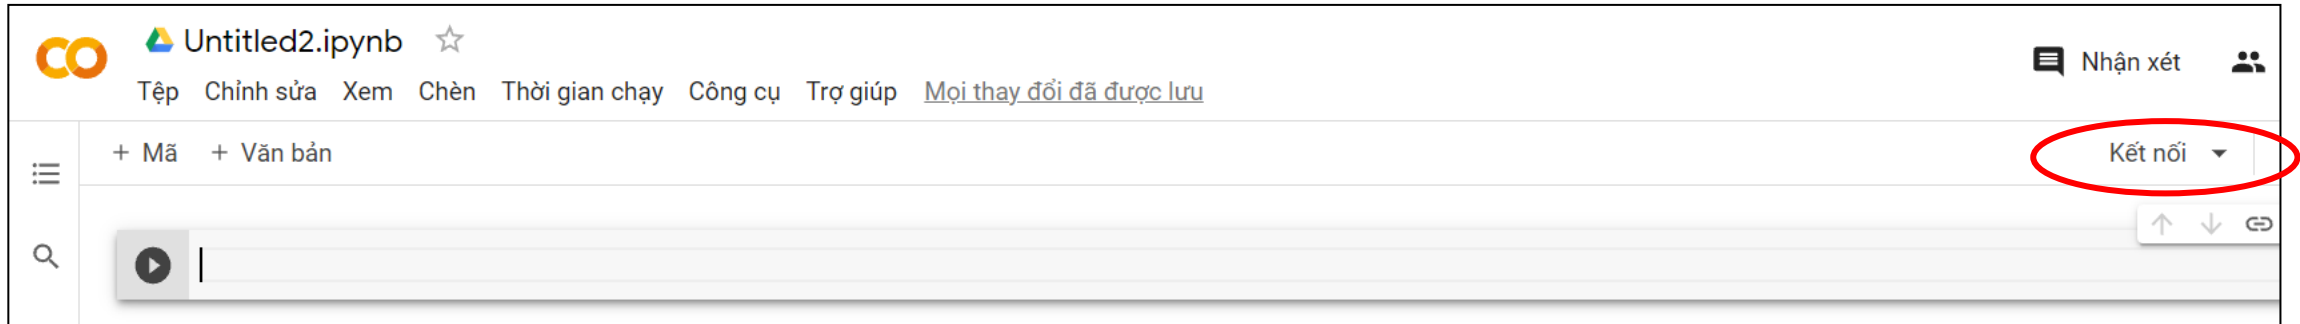 Untitled2.ipynb
Tệp Chỉnh sửa Xem Chèn Thời gian chạy Công cụ Trợ giúp Mọi thay đổi đã được lưu
Nhận xét
+ Mã + Văn bản
Kết nối